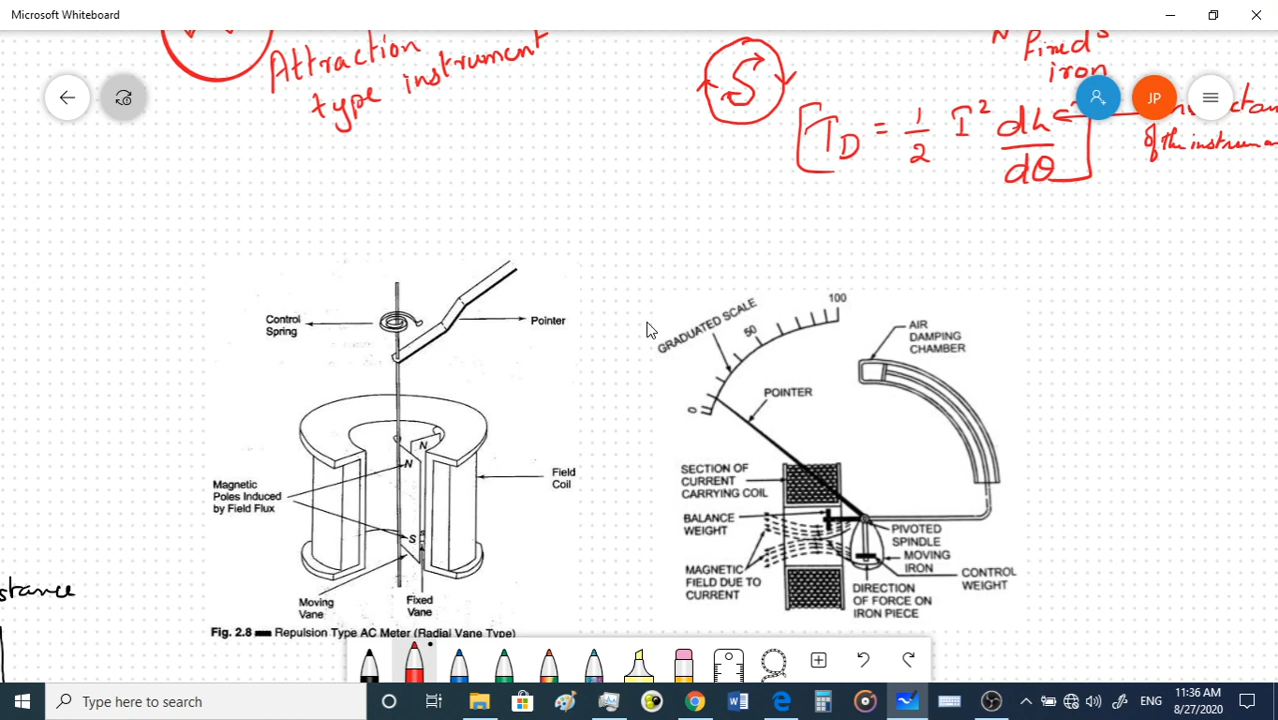 Microsoft Whiteboard
Attraction
type instrument
S
N
fixed
s
iron
JP
T_D = 1/2 I² dL/dθ
of the instrum
Control
Spring
Pointer
N
N
Magnetic
Poles Induced
by Field Flux
Field
Coil
S
S
Moving
Vane
Fixed
Vane
Fig. 2.8 Repulsion Type AC Meter (Radial Vane Type)
GRADUATED SCALE
0
50
100
AIR
DAMPING
CHAMBER
POINTER
SECTION OF
CURRENT
CARRYING COIL
BALANCE
WEIGHT
MAGNETIC
FIELD DUE TO
CURRENT
PIVOTED
SPINDLE
MOVING
IRON
CONTROL
WEIGHT
DIRECTION
OF FORCE ON
IRON PIECE
stance
Type here to search
ENG
11:36 AM
8/27/2020